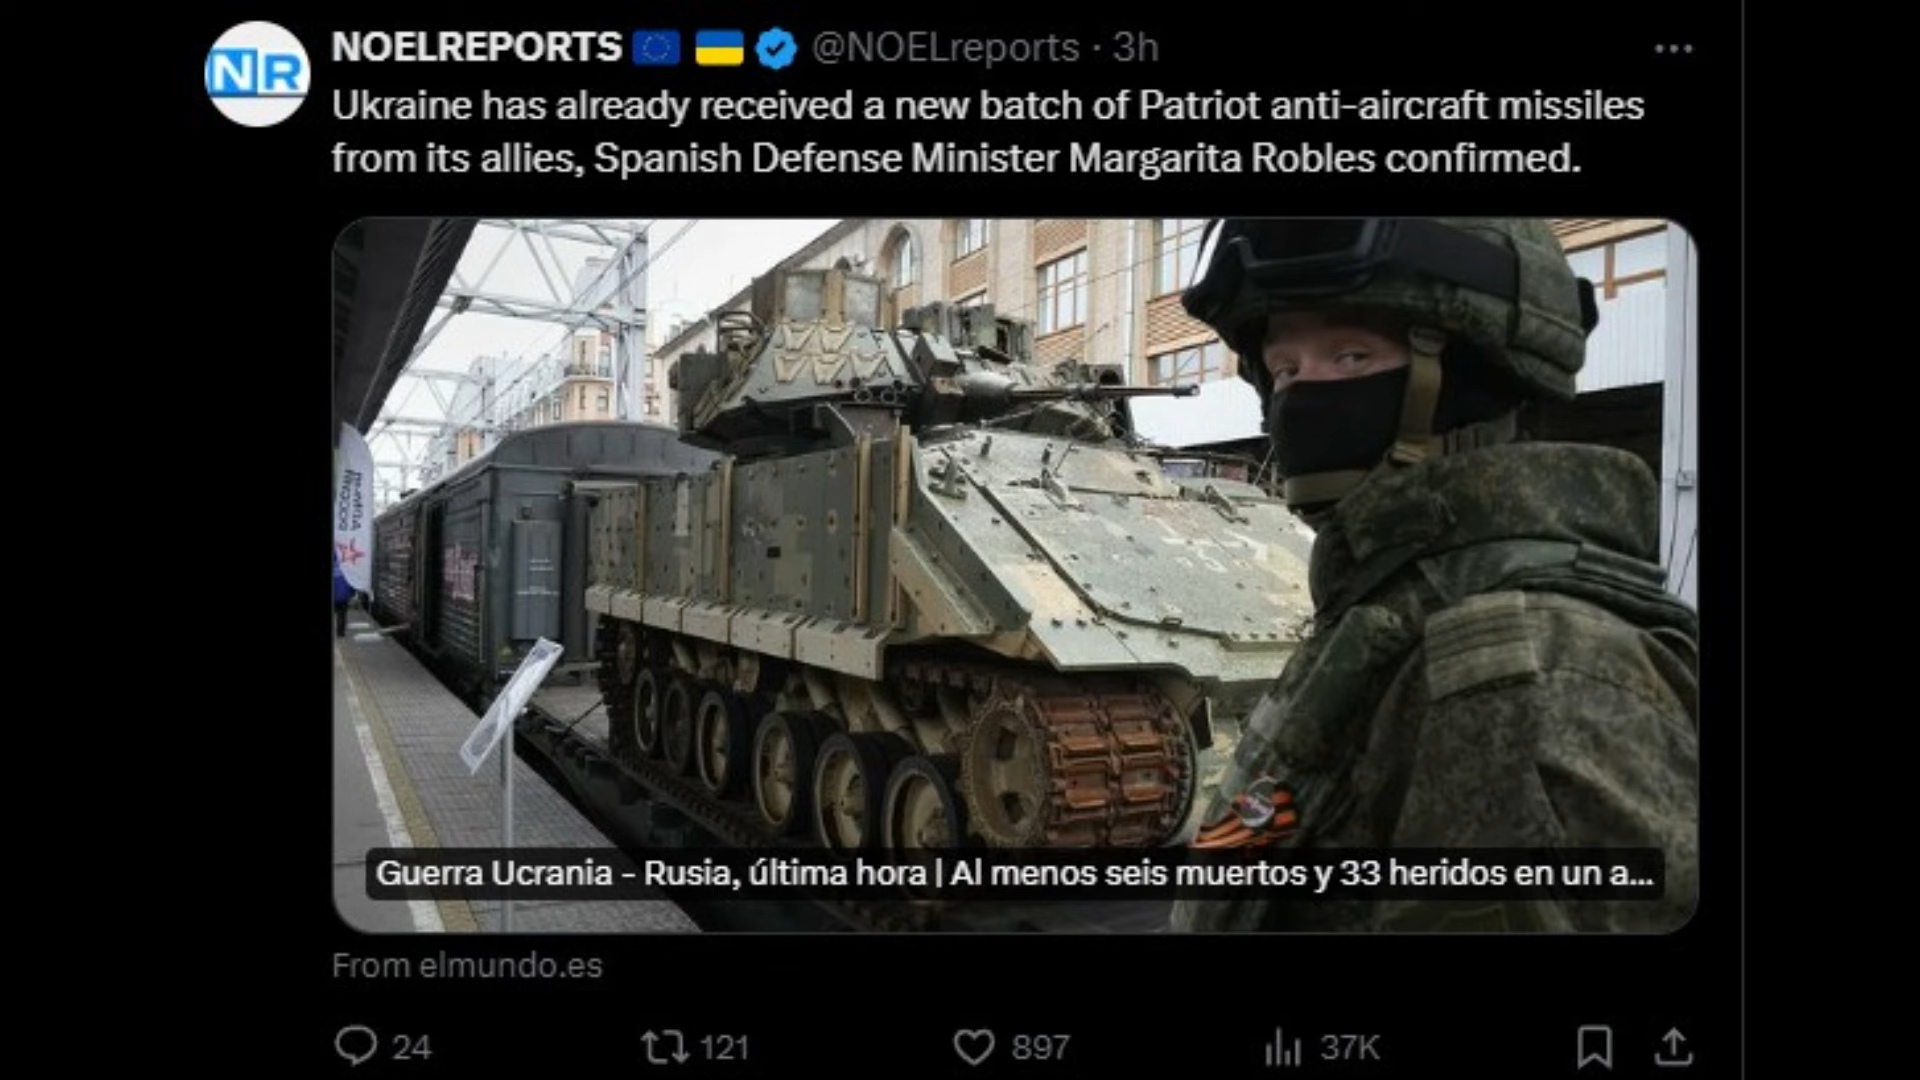 NR
NOELREPORTS @NOELreports · 3h
Ukraine has already received a new batch of Patriot anti-aircraft missiles
from its allies, Spanish Defense Minister Margarita Robles confirmed.
Guerra Ucrania - Rusia, última hora | Al menos seis muertos y 33 heridos en un a...
From elmundo.es
24 121 897 37K